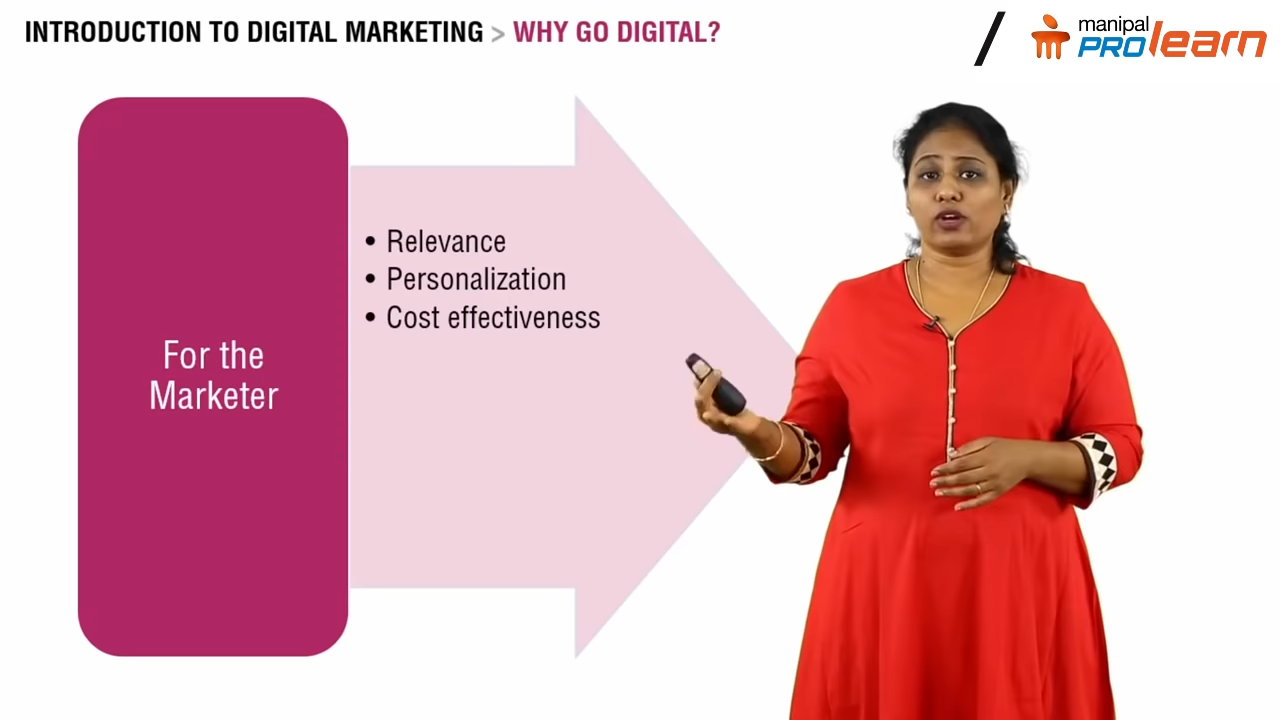 INTRODUCTION TO DIGITAL MARKETING > WHY GO DIGITAL?
manipal
PROlearn
• Relevance
• Personalization
• Cost effectiveness
For the
Marketer